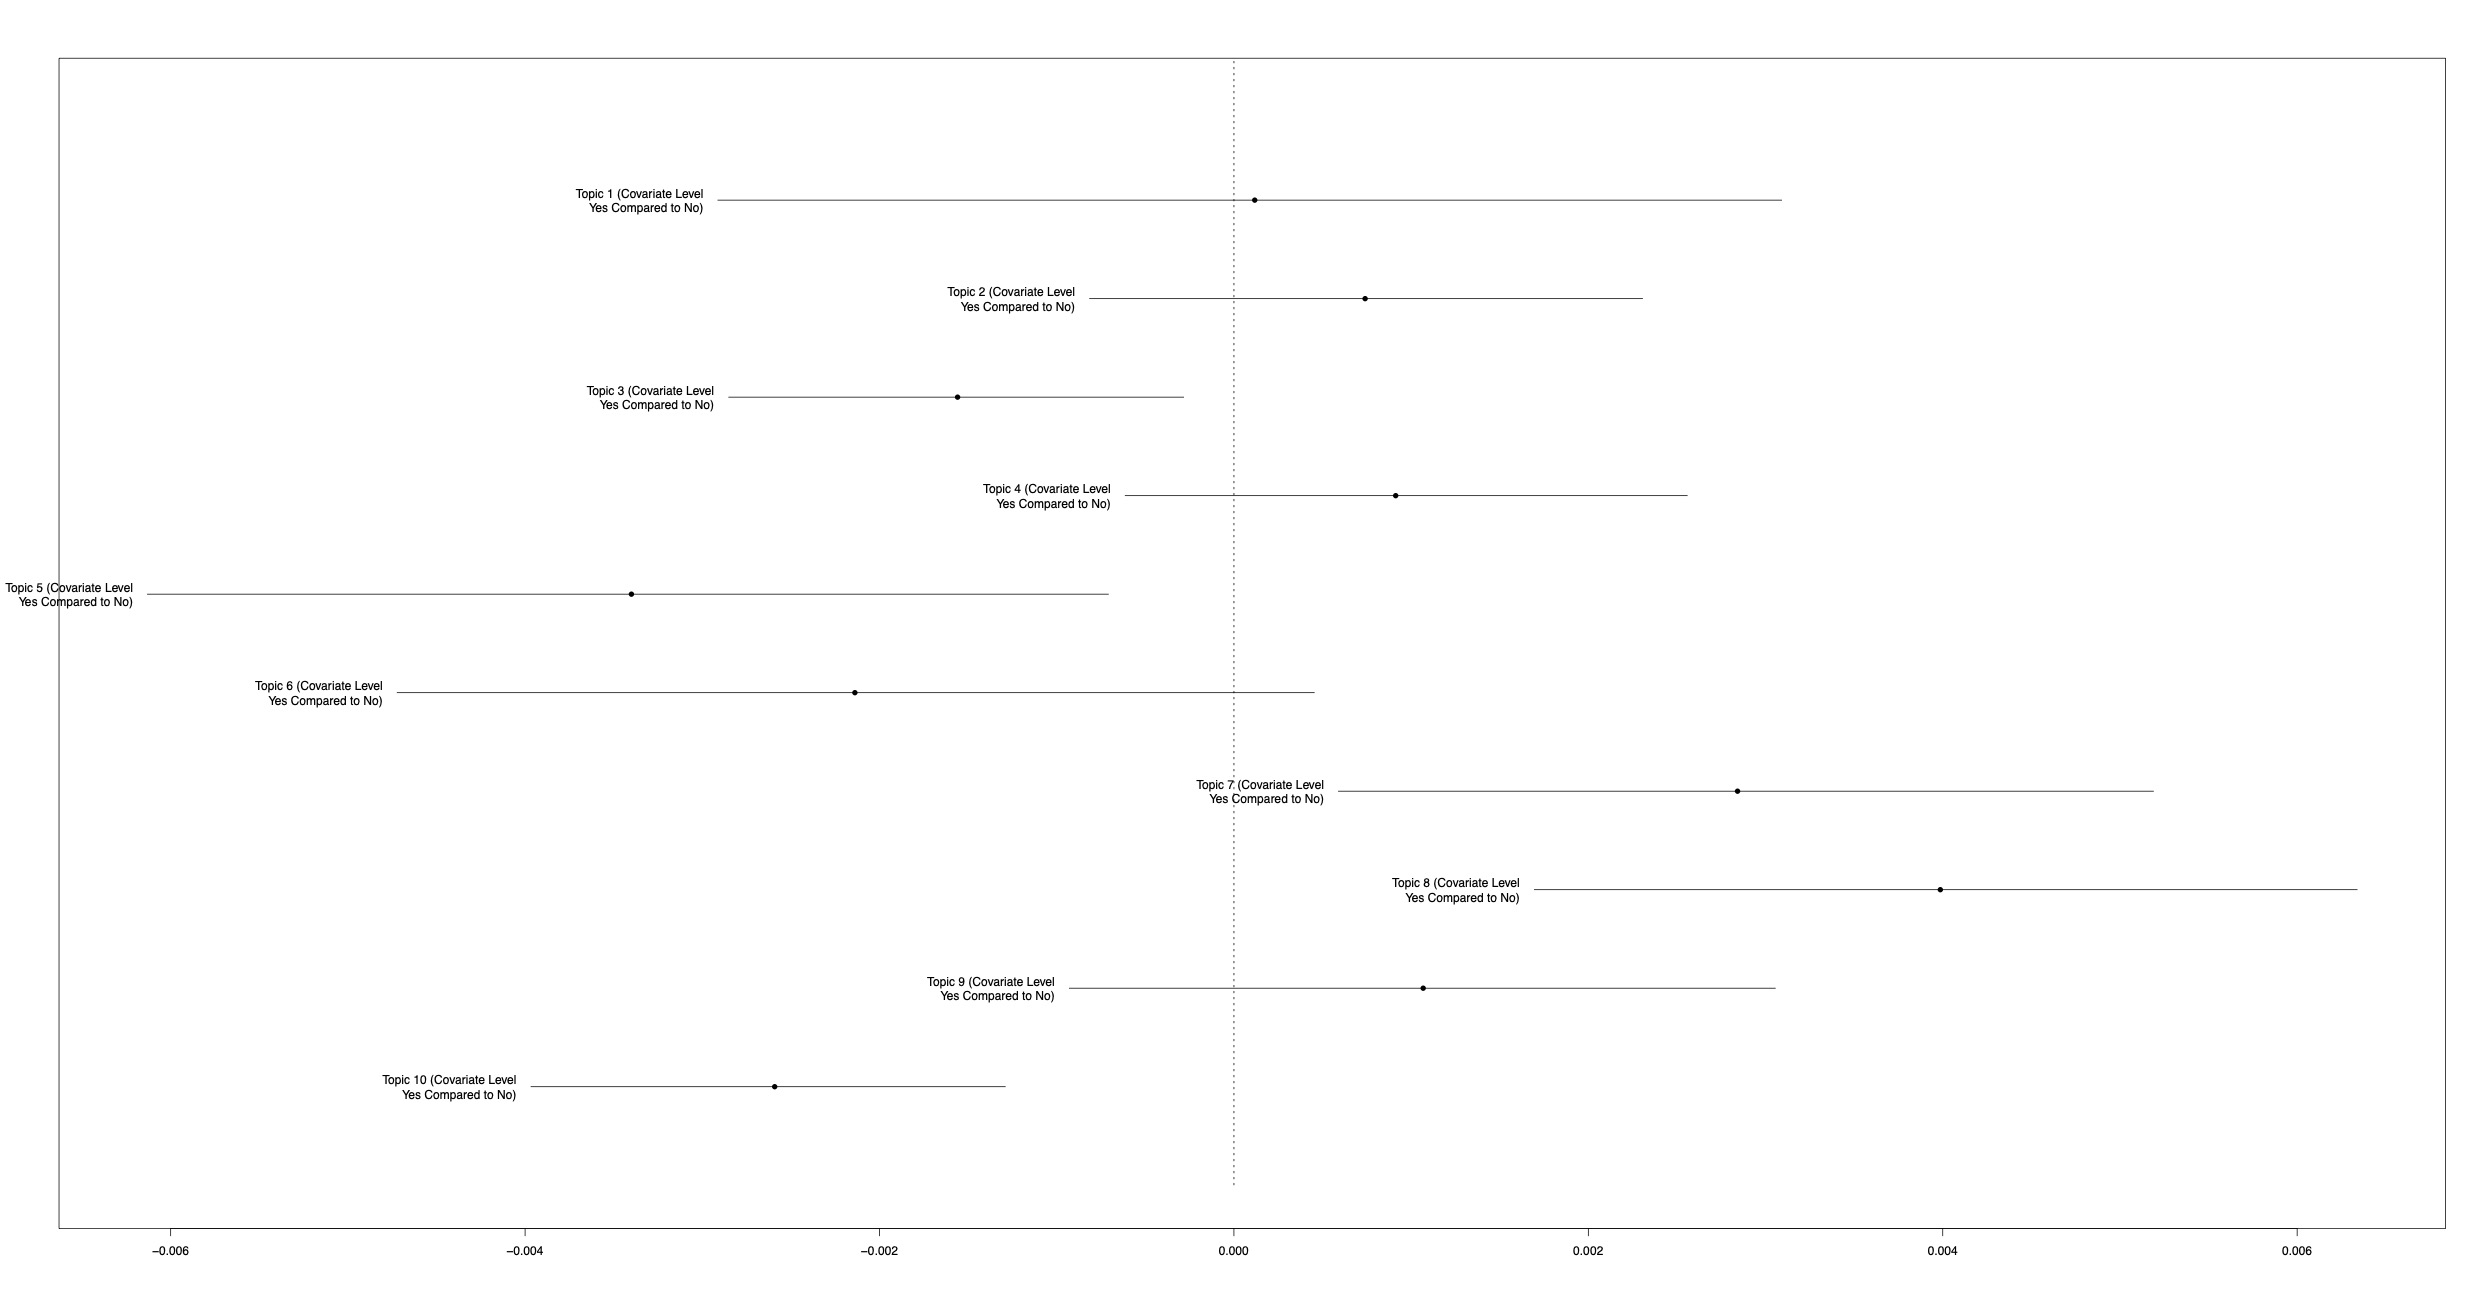 Topic 1 (Covariate Level
Yes Compared to No)
Topic 2 (Covariate Level
Yes Compared to No)
Topic 3 (Covariate Level
Yes Compared to No)
Topic 4 (Covariate Level
Yes Compared to No)
Topic 5 (Covariate Level
Yes Compared to No)
Topic 6 (Covariate Level
Yes Compared to No)
Topic 7 (Covariate Level
Yes Compared to No)
Topic 8 (Covariate Level
Yes Compared to No)
Topic 9 (Covariate Level
Yes Compared to No)
Topic 10 (Covariate Level
Yes Compared to No)
−0.006 −0.004 −0.002 0.000 0.002 0.004 0.006